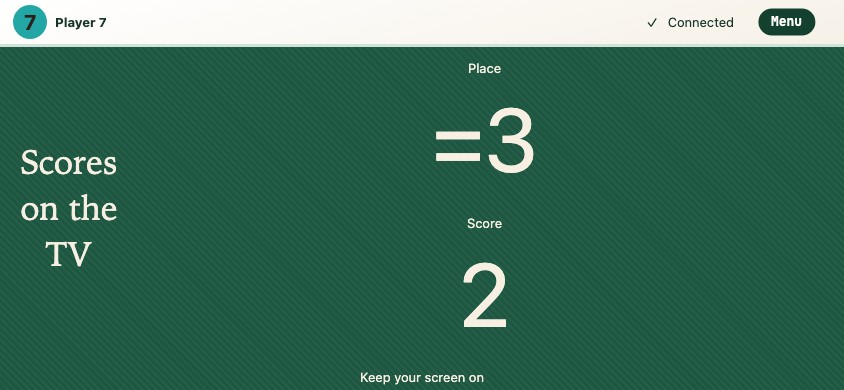 7
Player 7
✓ Connected
Menu
Scores
on the
TV
Place
=3
Score
2
Keep your screen on